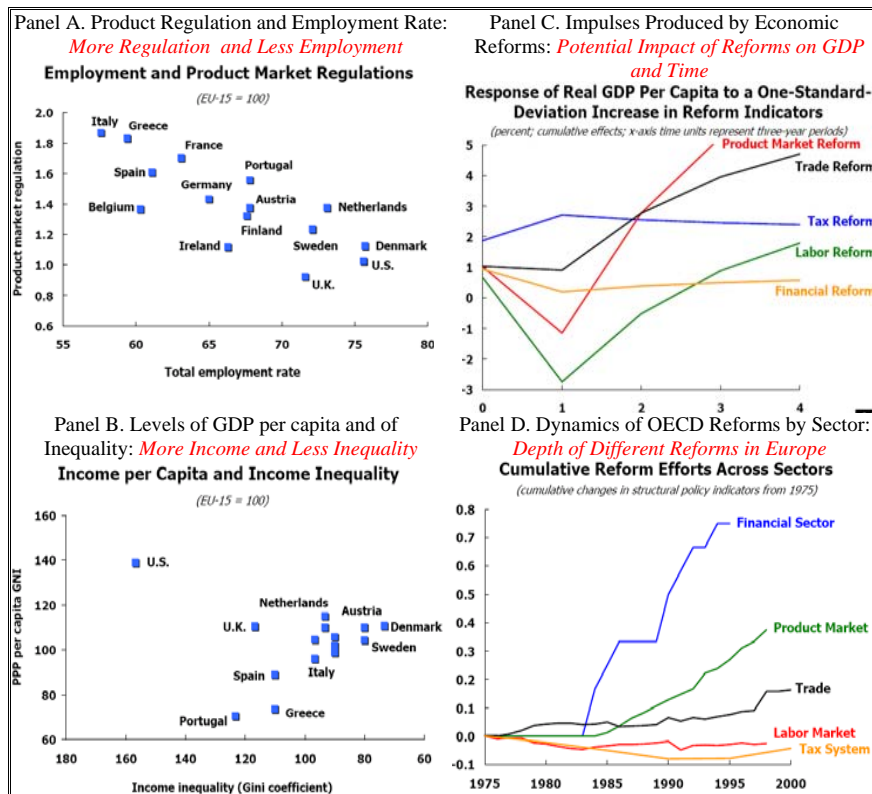 Panel A. Product Regulation and Employment Rate:
More Regulation and Less Employment
Employment and Product Market Regulations
(EU-15 = 100)
Product market regulation
2.0
1.8
1.6
1.4
1.2
1.0
0.8
0.6
Italy
Greece
France
Spain
Portugal
Germany
Belgium
Austria
Netherlands
Finland
Ireland
Sweden
Denmark
U.S.
U.K.
55 60 65 70 75 80
Total employment rate
Panel C. Impulses Produced by Economic
Reforms: Potential Impact of Reforms on GDP
and Time
Response of Real GDP Per Capita to a One-Standard-
Deviation Increase in Reform Indicators
(percent; cumulative effects; x-axis time units represent three-year periods)
5
4
3
2
1
0
-1
-2
-3
Product Market Reform
Trade Reform
Tax Reform
Labor Reform
Financial Reform
0 1 2 3 4
Panel B. Levels of GDP per capita and of
Inequality: More Income and Less Inequality
Income per Capita and Income Inequality
(EU-15 = 100)
PPP per capita GNI
160
140
120
100
80
60
U.S.
Netherlands
Austria
U.K.
Denmark
Sweden
Spain
Italy
Portugal
Greece
180 160 140 120 100 80 60
Income inequality (Gini coefficient)
Panel D. Dynamics of OECD Reforms by Sector:
Depth of Different Reforms in Europe
Cumulative Reform Efforts Across Sectors
(cumulative changes in structural policy indicators from 1975)
0.8
0.7
0.6
0.5
0.4
0.3
0.2
0.1
0.0
-0.1
Financial Sector
Product Market
Trade
Labor Market
Tax System
1975 1980 1985 1990 1995 2000